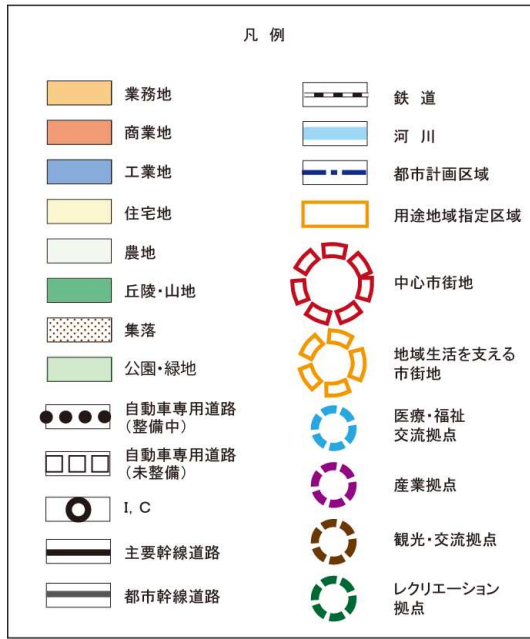 凡 例
業務地
商業地
工業地
住宅地
農地
丘陵・山地
集落
公園・緑地
自動車専用道路
(整備中)
自動車専用道路
(未整備)
I, C
主要幹線道路
都市幹線道路
鉄 道
河 川
都市計画区域
用途地域指定区域
中心市街地
地域生活を支える
市街地
医療・福祉
交流拠点
産業拠点
観光・交流拠点
レクリエーション
拠点